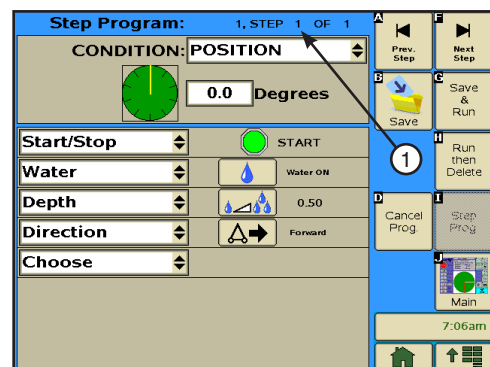 Step Program: 1, STEP 1 OF 1
CONDITION: POSITION
0.0 Degrees
Start/Stop START
Water Water ON
Depth 0.50
Direction Forward
Choose
A
Prev.
Step
F
Next
Step
B
Save
G
Save
&
Run
H
Run
then
Delete
1
D
Cancel
Prog.
I
Step
Prog
J
Main
7:06am